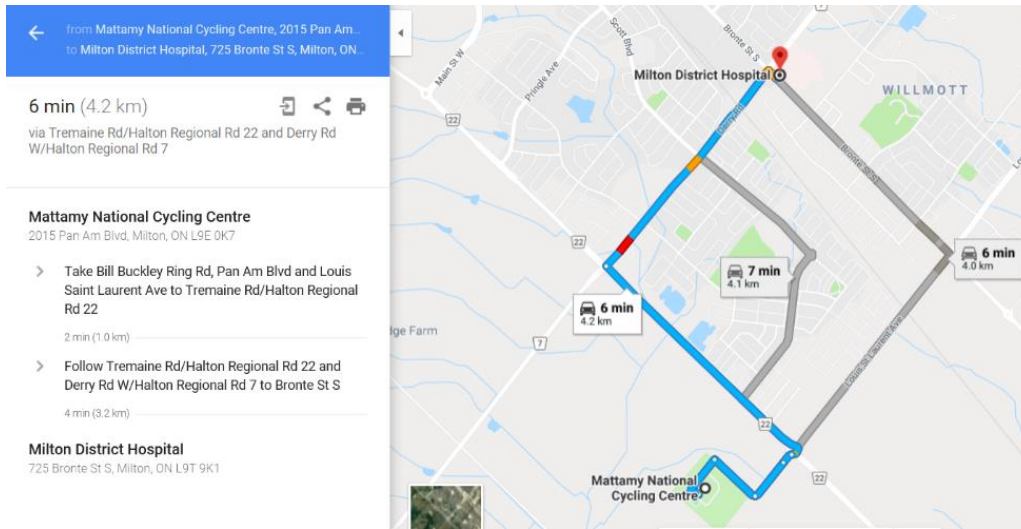 from Mattamy National Cycling Centre, 2015 Pan Am...
to Milton District Hospital, 725 Bronte St S, Milton, ON...
6 min (4.2 km)
via Tremaine Rd/Halton Regional Rd 22 and Derry Rd
W/Halton Regional Rd 7
Mattamy National Cycling Centre
2015 Pan Am Blvd, Milton, ON L9E 0K7
Take Bill Buckley Ring Rd, Pan Am Blvd and Louis
Saint Laurent Ave to Tremaine Rd/Halton Regional
Rd 22
2 min (1.0 km)
Follow Tremaine Rd/Halton Regional Rd 22 and
Derry Rd W/Halton Regional Rd 7 to Bronte St S
4 min (3.2 km)
Milton District Hospital
725 Bronte St S, Milton, ON L9T 9K1
Main St W
Pringle Ave
Scott Blvd
Bronte St S
7
Milton District Hospital
WILLMOTT
22
Derry Rd
Bronte St S
Lo
22
6 min
4.0 km
7 min
4.1 km
6 min
4.2 km
dge Farm
7
Louis St Laurent Ave
22
Mattamy National
Cycling Centre
22